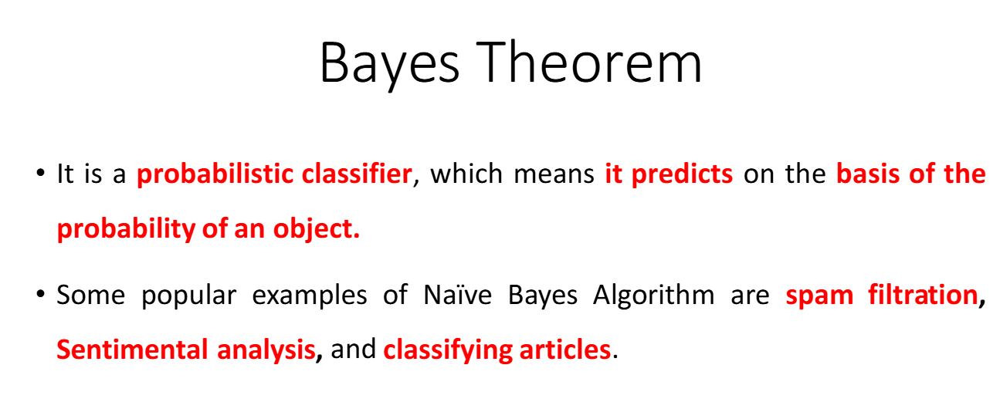 Bayes Theorem
• It is a probabilistic classifier, which means it predicts on the basis of the
probability of an object.
• Some popular examples of Naïve Bayes Algorithm are spam filtration,
Sentimental analysis, and classifying articles.